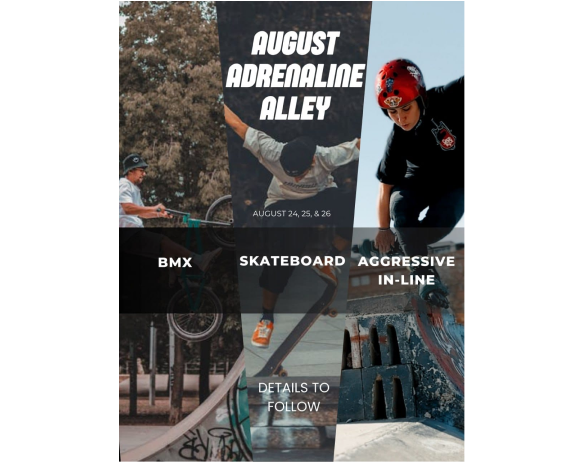 AUGUST
ADRENALINE
ALLEY
AUGUST 24, 25, & 26
BMX
SKATEBOARD
AGGRESSIVE
IN-LINE
DETAILS TO
FOLLOW